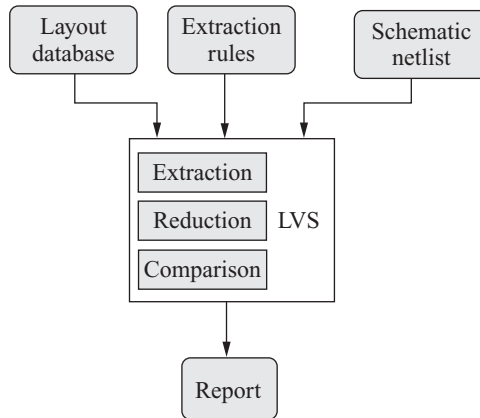 Layout
database
Extraction
rules
Schematic
netlist
Extraction
Reduction
LVS
Comparison
Report